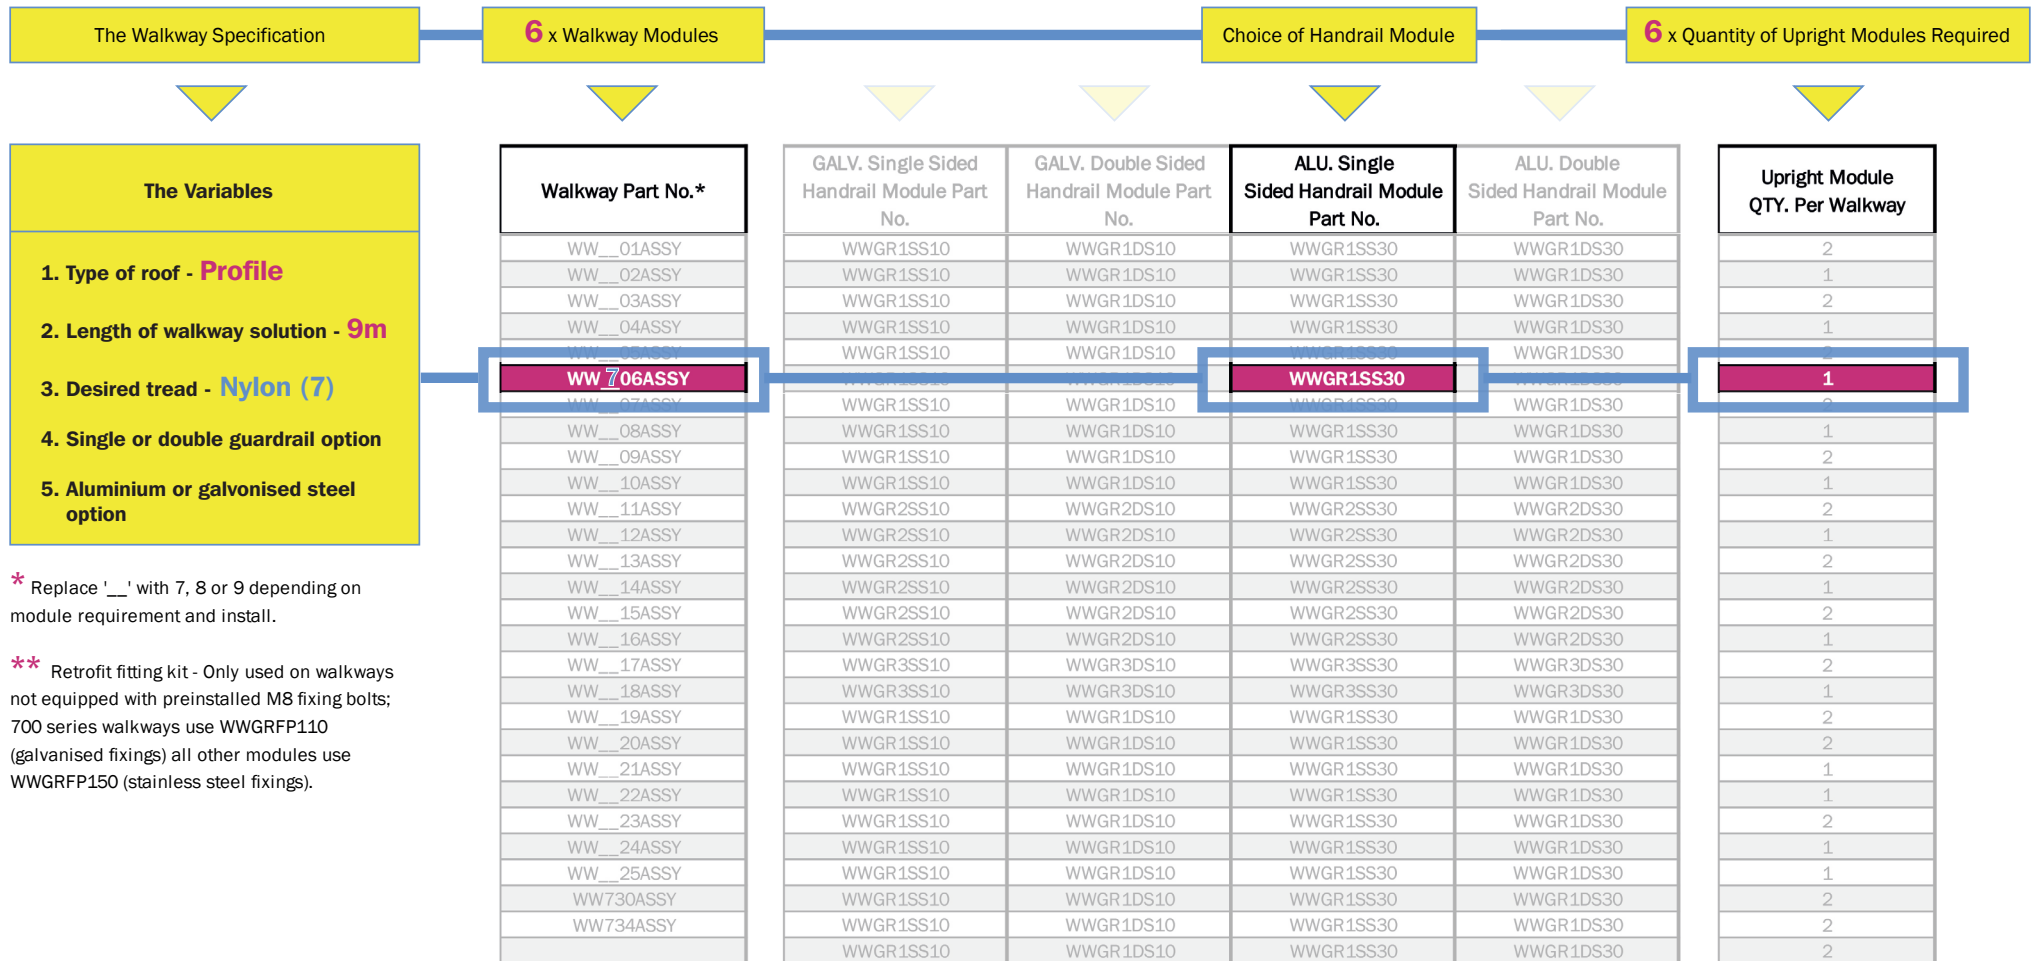 The Walkway Specification
6 x Walkway Modules
Choice of Handrail Module
6 x Quantity of Upright Modules Required
The Variables
1. Type of roof - Profile
2. Length of walkway solution - 9m
3. Desired tread - Nylon (7)
4. Single or double guardrail option
5. Aluminium or galvonised steel
option
* Replace '__' with 7, 8 or 9 depending on
module requirement and install.
** Retrofit fitting kit - Only used on walkways
not equipped with preinstalled M8 fixing bolts;
700 series walkways use WWGRFP110
(galvanised fixings) all other modules use
WWGRFP150 (stainless steel fixings).
Walkway Part No.*
GALV. Single Sided
Handrail Module Part
No.
GALV. Double Sided
Handrail Module Part
No.
ALU. Single
Sided Handrail Module
Part No.
ALU. Double
Sided Handrail Module
Part No.
Upright Module
QTY. Per Walkway
WW__01ASSY WWGR1SS10 WWGR1DS10 WWGR1SS30 WWGR1DS30 2
WW__02ASSY WWGR1SS10 WWGR1DS10 WWGR1SS30 WWGR1DS30 1
WW__03ASSY WWGR1SS10 WWGR1DS10 WWGR1SS30 WWGR1DS30 2
WW__04ASSY WWGR1SS10 WWGR1DS10 WWGR1SS30 WWGR1DS30 1
WW__05ASSY WWGR1SS10 WWGR1DS10 WWGR1SS30 WWGR1DS30 2
WW_706ASSY WWGR1SS30 1
WW__07ASSY WWGR1SS10 WWGR1DS10 WWGR1SS30 WWGR1DS30 2
WW__08ASSY WWGR1SS10 WWGR1DS10 WWGR1SS30 WWGR1DS30 1
WW__09ASSY WWGR1SS10 WWGR1DS10 WWGR1SS30 WWGR1DS30 2
WW__10ASSY WWGR1SS10 WWGR1DS10 WWGR1SS30 WWGR1DS30 1
WW__11ASSY WWGR2SS10 WWGR2DS10 WWGR2SS30 WWGR2DS30 2
WW__12ASSY WWGR2SS10 WWGR2DS10 WWGR2SS30 WWGR2DS30 1
WW__13ASSY WWGR2SS10 WWGR2DS10 WWGR2SS30 WWGR2DS30 2
WW__14ASSY WWGR2SS10 WWGR2DS10 WWGR2SS30 WWGR2DS30 1
WW__15ASSY WWGR2SS10 WWGR2DS10 WWGR2SS30 WWGR2DS30 2
WW__16ASSY WWGR2SS10 WWGR2DS10 WWGR2SS30 WWGR2DS30 1
WW__17ASSY WWGR3SS10 WWGR3DS10 WWGR3SS30 WWGR3DS30 2
WW__18ASSY WWGR3SS10 WWGR3DS10 WWGR3SS30 WWGR3DS30 1
WW__19ASSY WWGR1SS10 WWGR1DS10 WWGR1SS30 WWGR1DS30 2
WW__20ASSY WWGR1SS10 WWGR1DS10 WWGR1SS30 WWGR1DS30 2
WW__21ASSY WWGR1SS10 WWGR1DS10 WWGR1SS30 WWGR1DS30 1
WW__22ASSY WWGR1SS10 WWGR1DS10 WWGR1SS30 WWGR1DS30 1
WW__23ASSY WWGR1SS10 WWGR1DS10 WWGR1SS30 WWGR1DS30 2
WW__24ASSY WWGR1SS10 WWGR1DS10 WWGR1SS30 WWGR1DS30 1
WW__25ASSY WWGR1SS10 WWGR1DS10 WWGR1SS30 WWGR1DS30 1
WW730ASSY WWGR1SS10 WWGR1DS10 WWGR1SS30 WWGR1DS30 2
WW734ASSY WWGR1SS10 WWGR1DS10 WWGR1SS30 WWGR1DS30 2
WWGR1SS10 WWGR1DS10 WWGR1SS30 WWGR1DS30 2